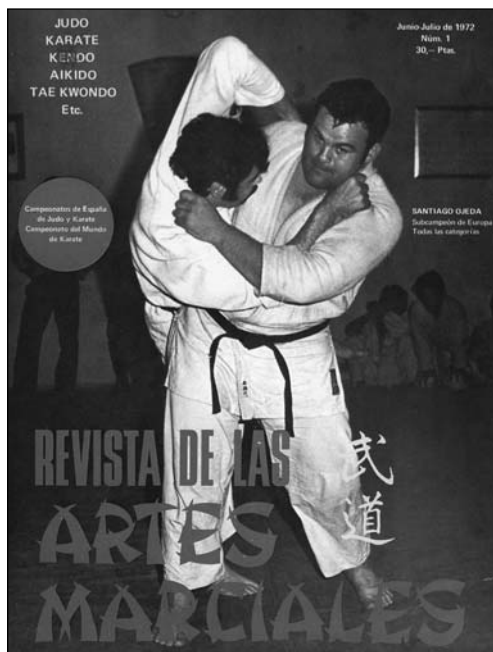 JUDO
KARATE
KENDO
AIKIDO
TAE KWONDO
Etc.
Junio-Julio de 1972
Núm. 1
30,— Ptas.
Campeonatos de España
de Judo y Karate
Campeonato del Mundo
de Karate
SANTIAGO OJEDA
Subcampeón de Europa
Todas las categorías
REVISTA DE LAS
武道
ARTES
MARCIALES